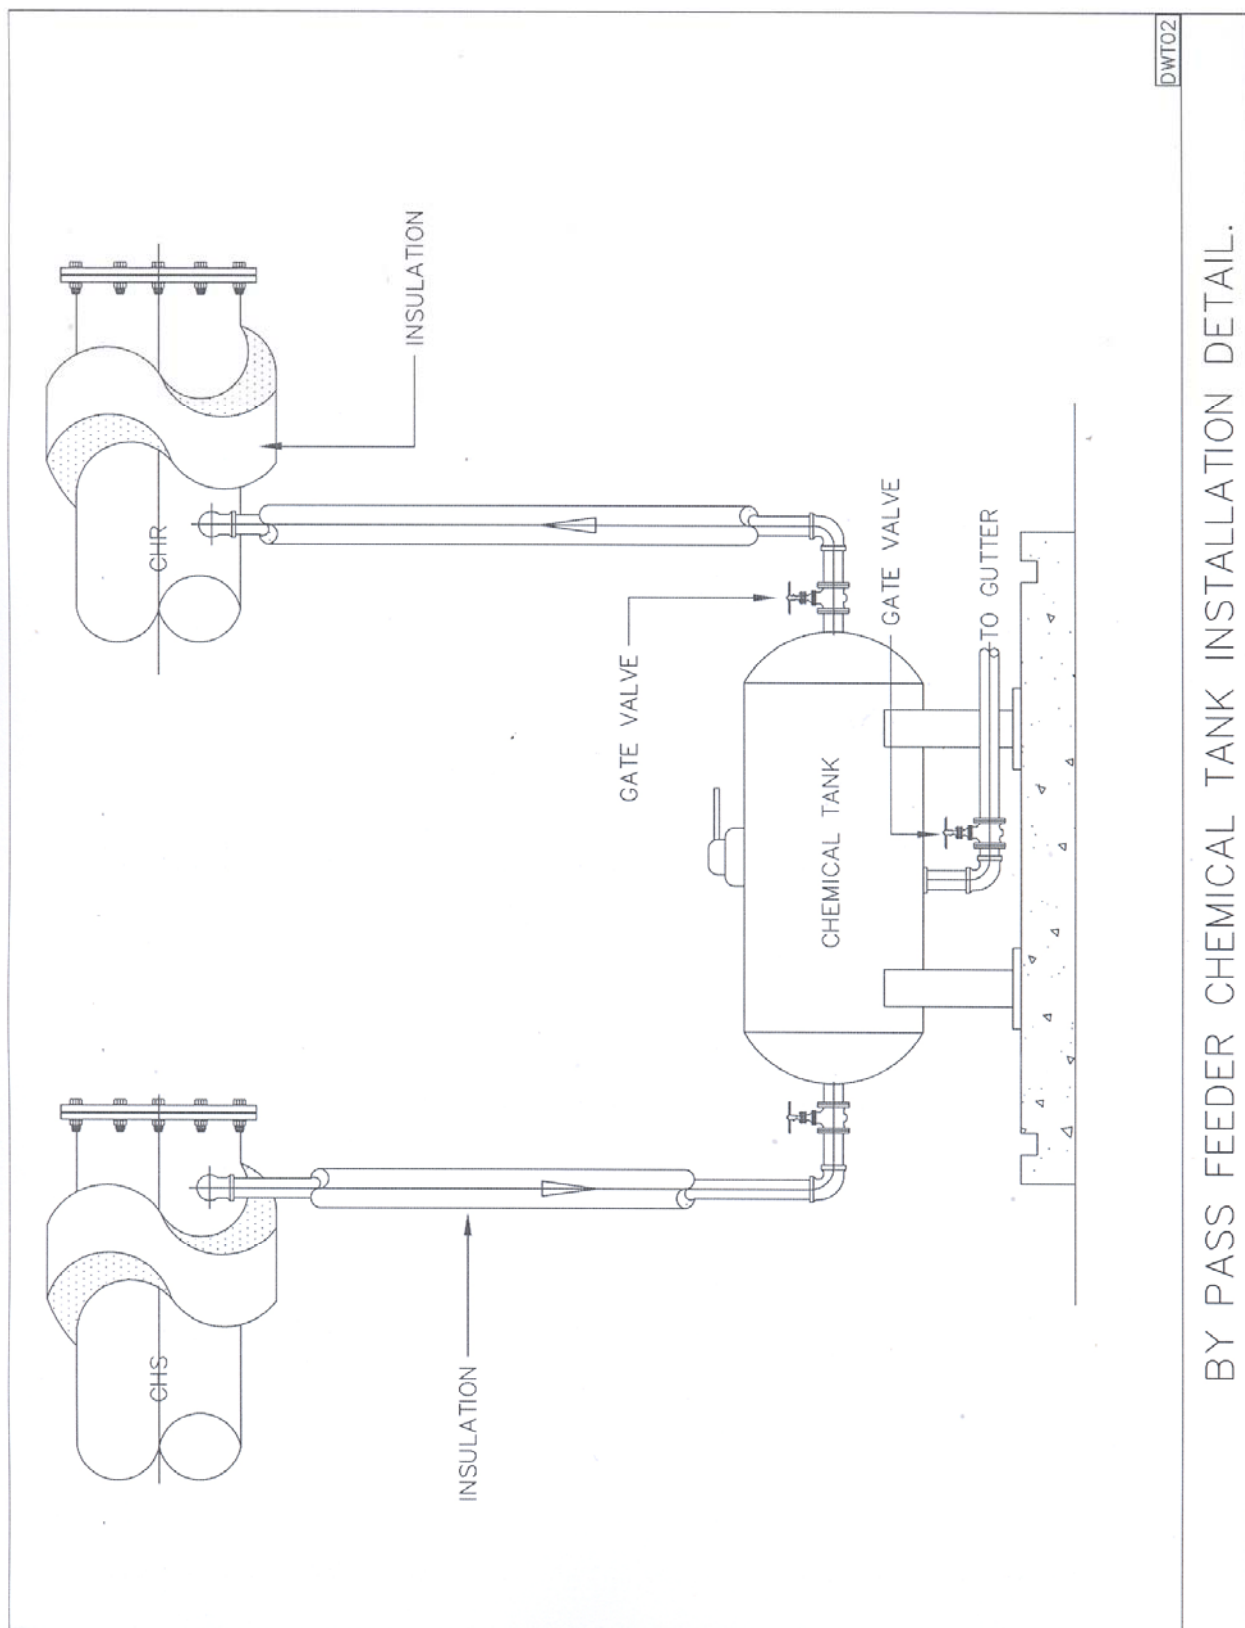 CHS
CHR
INSULATION
INSULATION
GATE VALVE
CHEMICAL TANK
GATE VALVE
TO GUTTER
DWT02
BY PASS FEEDER CHEMICAL TANK INSTALLATION DETAIL.